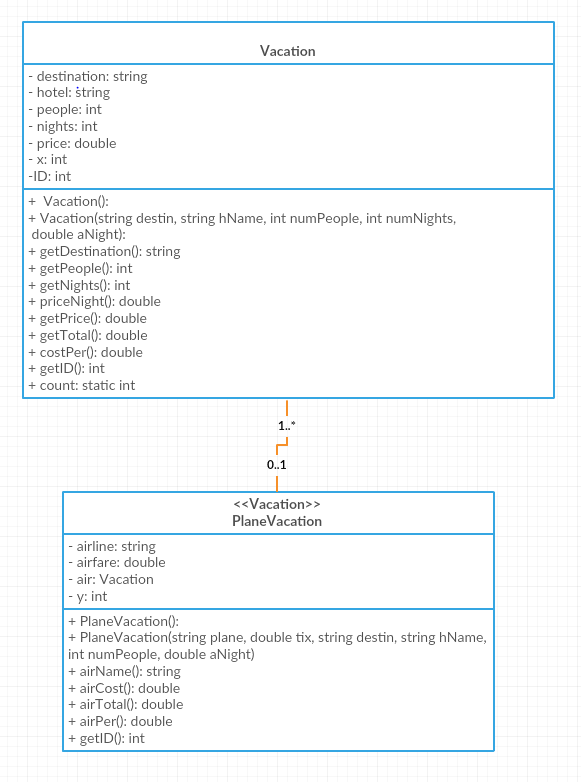 Vacation
- destination: string
- hotel: string
- people: int
- nights: int
- price: double
- x: int
-ID: int
+  Vacation():
+ Vacation(string destin, string hName, int numPeople, int numNights,
double aNight):
+ getDestination(): string
+ getPeople(): int
+ getNights(): int
+ priceNight(): double
+ getPrice(): double
+ getTotal(): double
+ costPer(): double
+ getID(): int
+ count: static int
1..*
0..1
<<Vacation>>
PlaneVacation
- airline: string
- airfare: double
- air: Vacation
- y: int
+ PlaneVacation():
+ PlaneVacation(string plane, double tix, string destin, string hName,
int numPeople, double aNight)
+ airName(): string
+ airCost(): double
+ airTotal(): double
+ airPer(): double
+ getID(): int